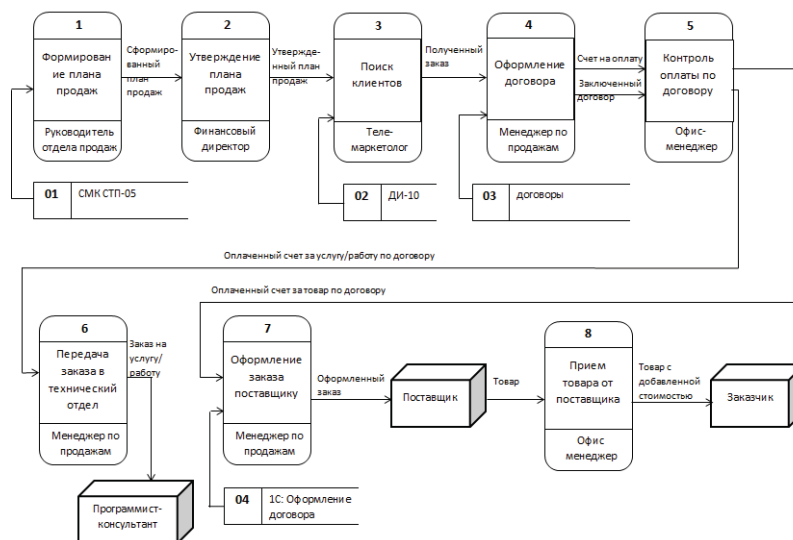 1
Формирован
ие плана
продаж
Руководитель
отдела продаж
Сформиро-
ванный
план
продаж
2
Утверждение
плана
продаж
Финансовый
директор
Утвержде-
нный план
продаж
3
Поиск
клиентов
Теле-
маркетолог
Полученный
заказ
4
Оформление
договора
Менеджер по
продажам
Счет на оплату
Заключенный
договор
5
Контроль
оплаты по
договору
Офис-
менеджер
01 СМК СТП-05
02 ДИ-10
03 договоры
Оплаченный счет за услугу/работу по договору
Оплаченный счет за товар по договору
6
Передача
заказа в
технический
отдел
Менеджер по
продажам
Заказ на
услугу/
работу
Программист-
консультант
7
Оформление
заказа
поставщику
Менеджер по
продажам
04 1С: Оформление
договора
Оформленный
заказ
Поставщик
Товар
8
Прием
товара от
поставщика
Офис
менеджер
Товар с
добавленной
стоимостью
Заказчик